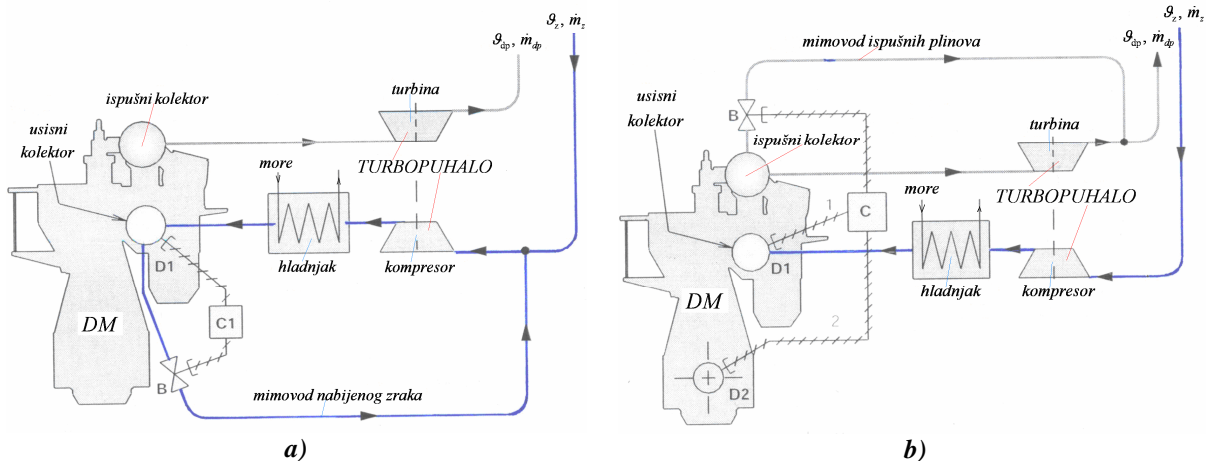 ϑz, ṁz
ϑdp, ṁdp
turbina
ispušni kolektor
usisni
kolektor
more
TURBOPUHALO
D1
hladnjak
kompresor
C1
DM
B
mimovod nabijenog zraka
a)
ϑz, ṁz
mimovod ispušnih plinova
ϑdp, ṁdp
B
usisni
kolektor
ispušni kolektor
turbina
more
TURBOPUHALO
1
C
D1
hladnjak
kompresor
DM
2
D2
b)